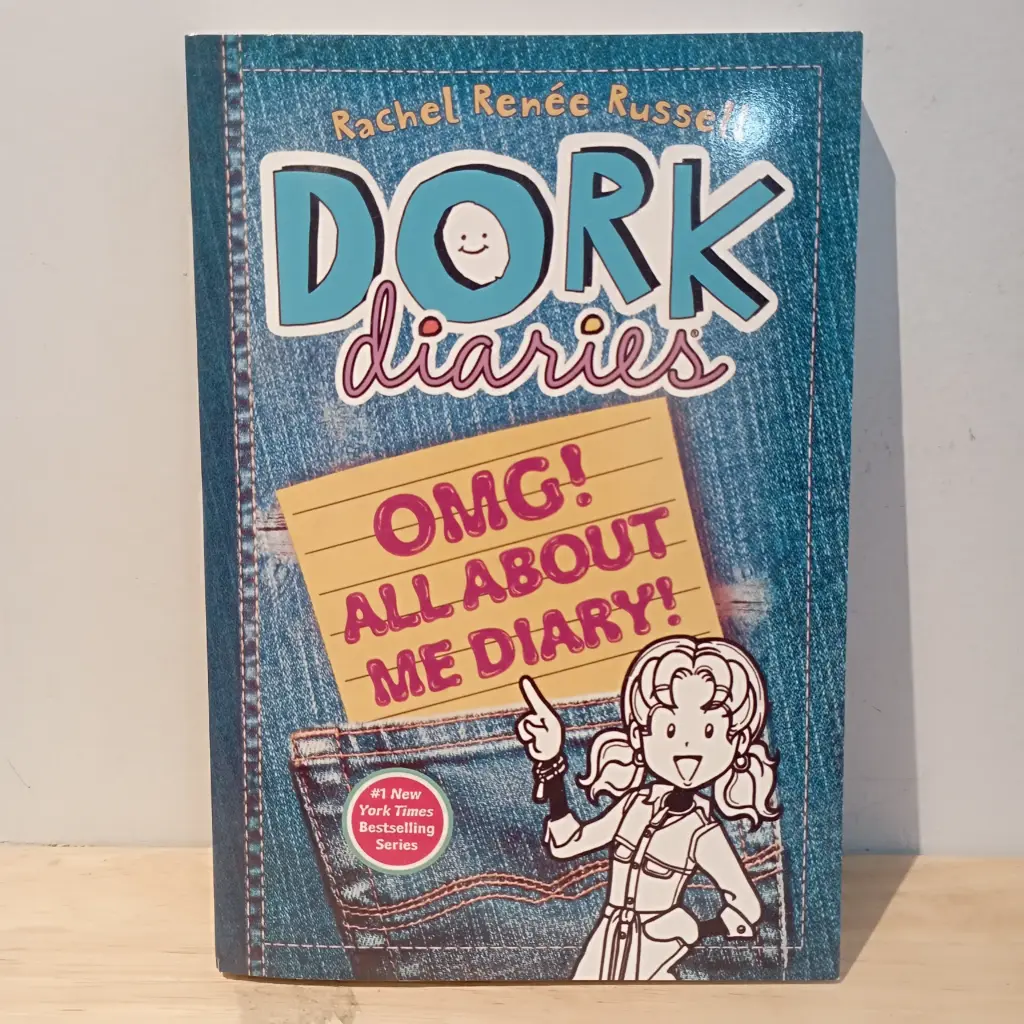 Rachel Renée Russell
DORK
diaries®
OMG!
ALL ABOUT
ME DIARY!
#1 New
York Times
Bestselling
Series